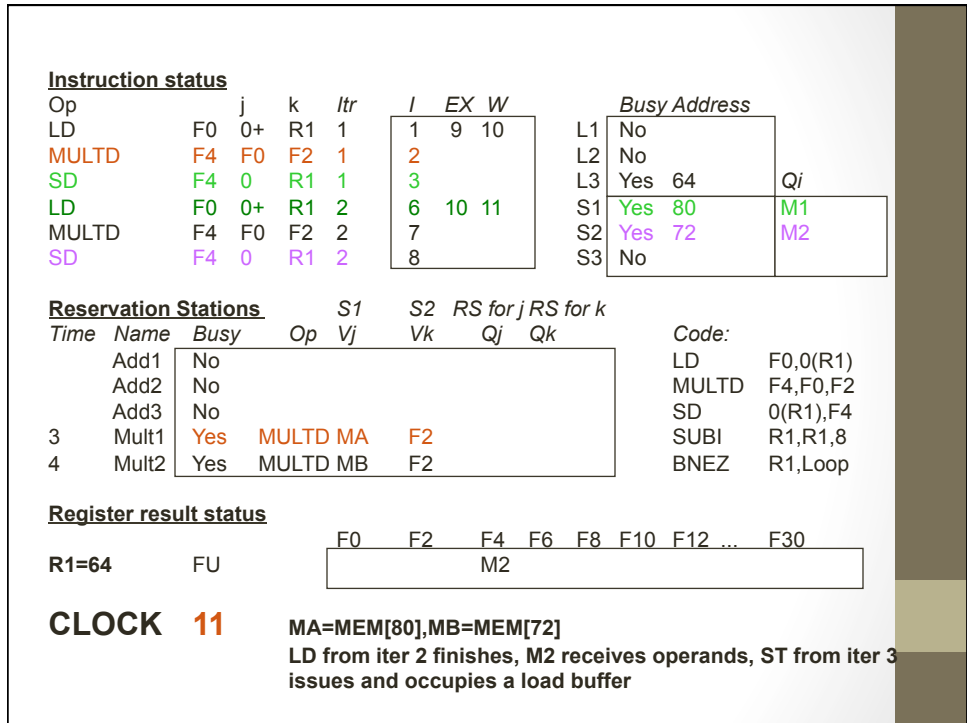 Instruction status
Op j k Itr I EX W Busy Address
LD F0 0+ R1 1 1 9 10 L1 No
MULTD F4 F0 F2 1 2 L2 No
SD F4 0 R1 1 3 L3 Yes 64 Qi
LD F0 0+ R1 2 6 10 11 S1 Yes 80 M1
MULTD F4 F0 F2 2 7 S2 Yes 72 M2
SD F4 0 R1 2 8 S3 No
Reservation Stations S1 S2 RS for j RS for k
Time Name Busy Op Vj Vk Qj Qk Code:
Add1 No LD F0,0(R1)
Add2 No MULTD F4,F0,F2
Add3 No SD 0(R1),F4
3 Mult1 Yes MULTD MA F2 SUBI R1,R1,8
4 Mult2 Yes MULTD MB F2 BNEZ R1,Loop
Register result status
F0 F2 F4 F6 F8 F10 F12 ... F30
R1=64 FU M2
CLOCK 11 MA=MEM[80],MB=MEM[72]
LD from iter 2 finishes, M2 receives operands, ST from iter 3
issues and occupies a load buffer